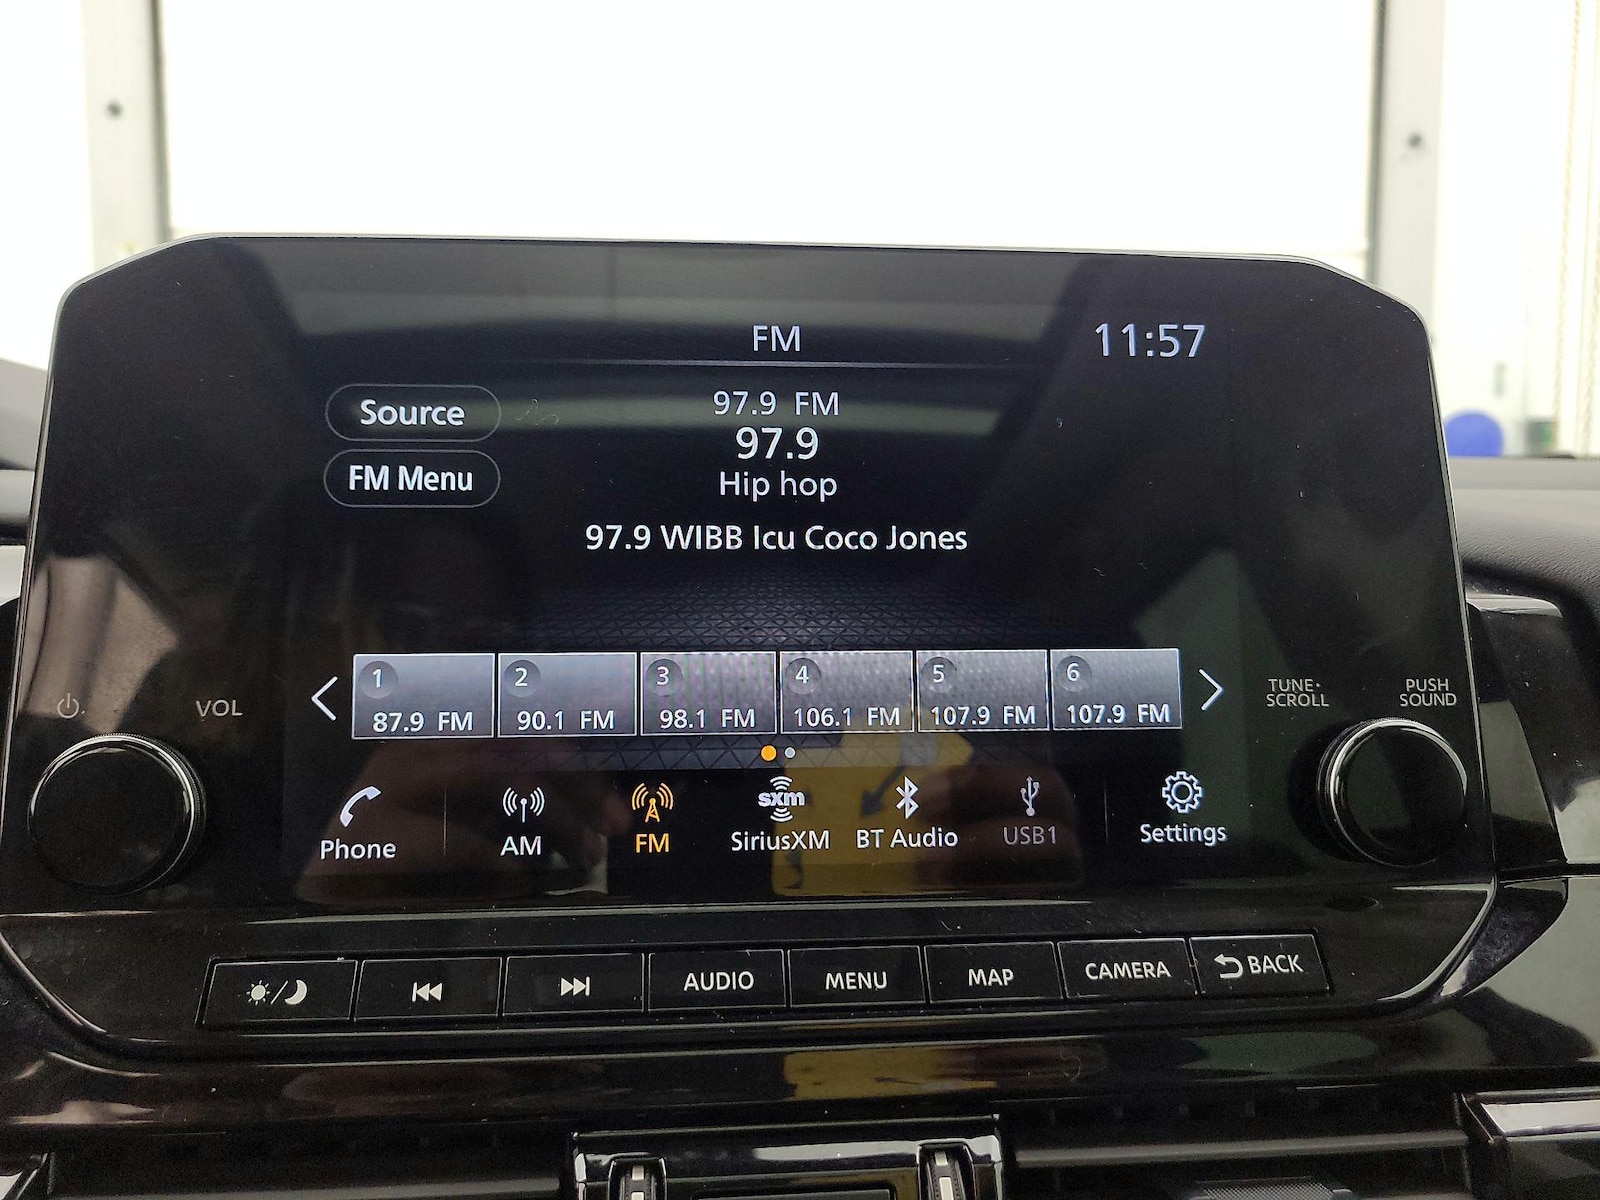 FM
11:57
Source
97.9 FM
97.9
FM Menu
Hip hop
97.9 WIBB Icu Coco Jones
1
2
3
4
5
6
87.9 FM
90.1 FM
98.1 FM
106.1 FM
107.9 FM
107.9 FM
VOL
TUNE·
SCROLL
PUSH
SOUND
Phone
AM
FM
sxm
SiriusXM
BT Audio
USB1
Settings
AUDIO
MENU
MAP
CAMERA
BACK